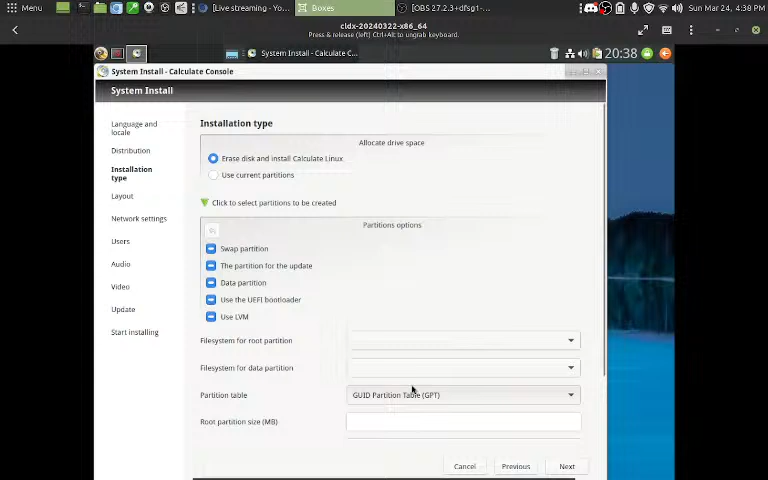 Menu
[Live streaming - Yo...
Boxes
[OBS 27.2.3+dfsg1-...
Sun Mar 24, 4:38 PM
cldx-20240322-x86_64
Press & release (left) Ctrl+Alt to ungrab keyboard.
System Install - Calculate C...
20:38
System Install - Calculate Console
System Install
Language and
locale
Distribution
Installation
type
Layout
Network settings
Users
Audio
Video
Update
Start installing
Installation type
Allocate drive space
Erase disk and install Calculate Linux
Use current partitions
Click to select partitions to be created
Partitions options
Swap partition
The partition for the update
Data partition
Use the UEFI bootloader
Use LVM
Filesystem for root partition
Filesystem for data partition
Partition table
GUID Partition Table (GPT)
Root partition size (MB)
Cancel
Previous
Next